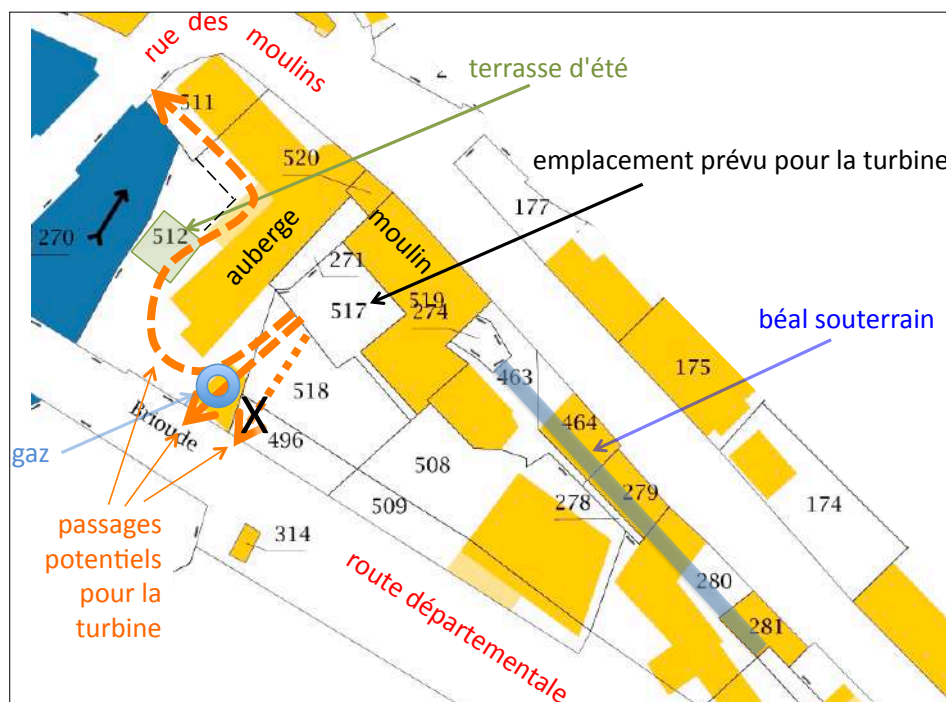 rue des moulins
terrasse d'été
511
520
emplacement prévu pour la turbine
177
270
512
auberge
moulin
271
517
519
274
béal souterrain
463
175
518
464
gaz
Brioude
X
496
508
279
278
174
509
passages
potentiels
pour la
turbine
314
route départementale
280
281